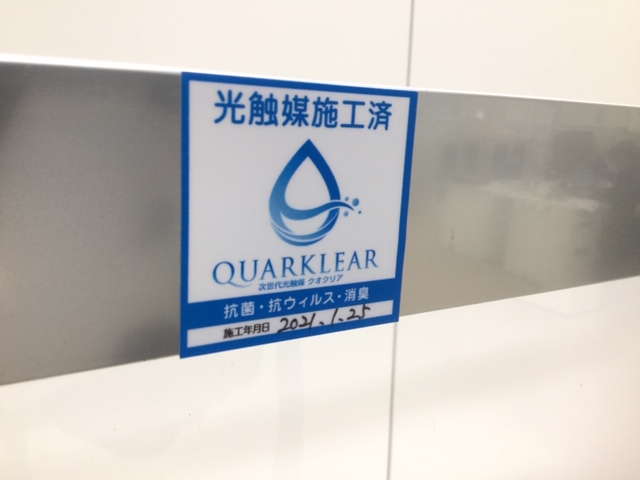 光触媒施工済
QUARKLEAR
次世代光触媒 クオクリア
抗菌・抗ウィルス・消臭
施工年月日 2021.1.25